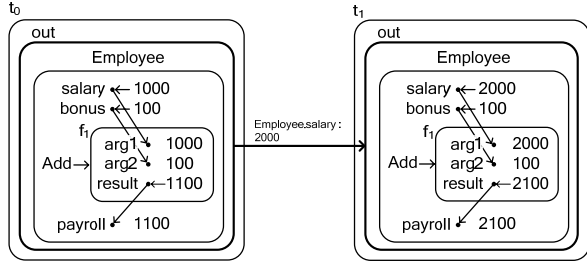 t0
out
Employee
salary 1000
bonus 100
f1
arg1 1000
Add arg2 100
result 1100
payroll 1100
Employee.salary :
2000
t1
out
Employee
salary 2000
bonus 100
f1
arg1 2000
Add arg2 100
result 2100
payroll 2100